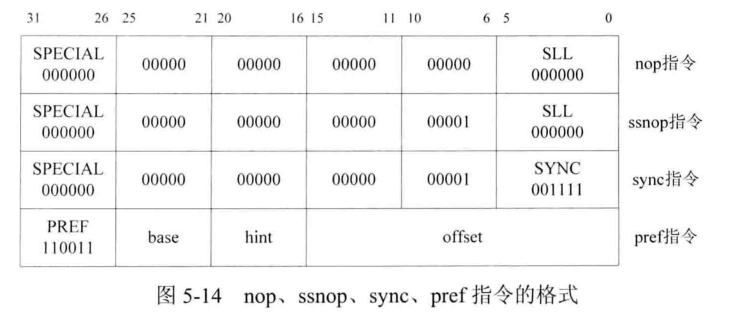 31 26 25 21 20 16 15 11 10 6 5 0
SPECIAL SLL
000000 00000 00000 00000 00000 000000 nop指令
SPECIAL SLL
000000 00000 00000 00000 00001 000000 ssnop指令
SPECIAL SYNC
000000 00000 00000 00000 00001 001111 sync指令
PREF
110011 base hint offset pref指令
图 5-14 nop、ssnop、sync、pref 指令的格式